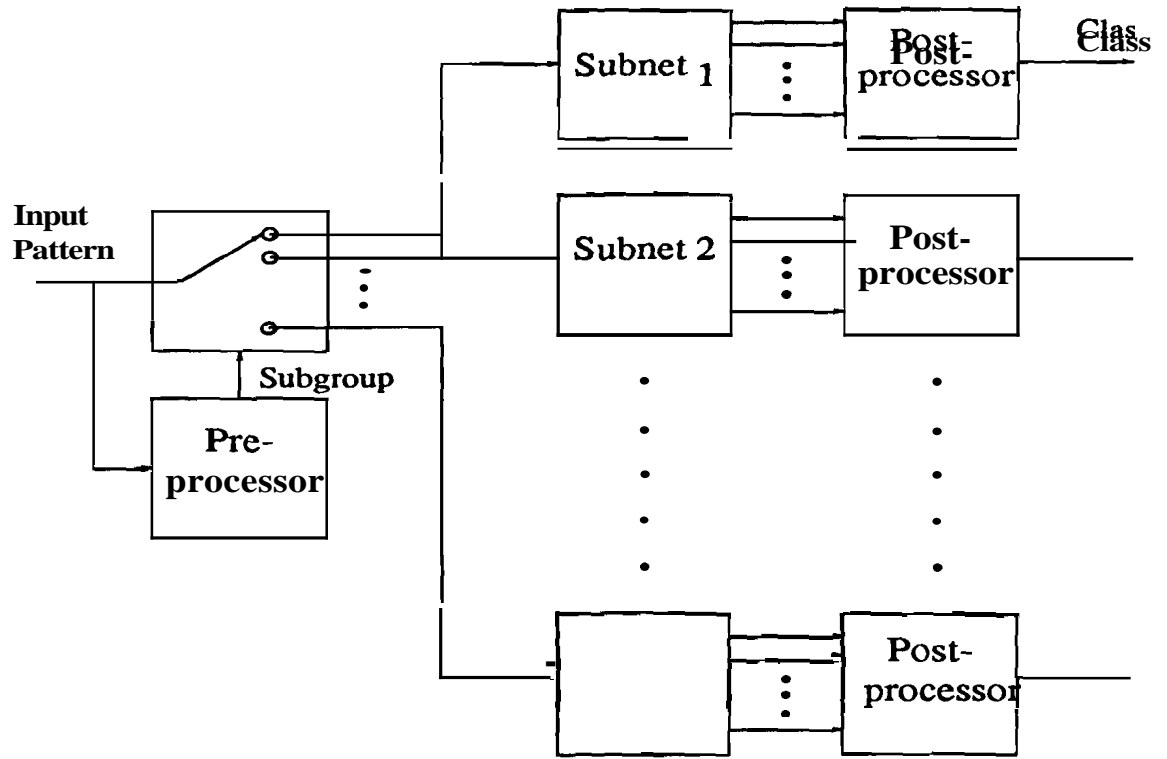 Subnet 1
Post-
processor
Class
Input
Pattern
Subnet 2
Post-
processor
Subgroup
Pre-
processor
Post-
processor